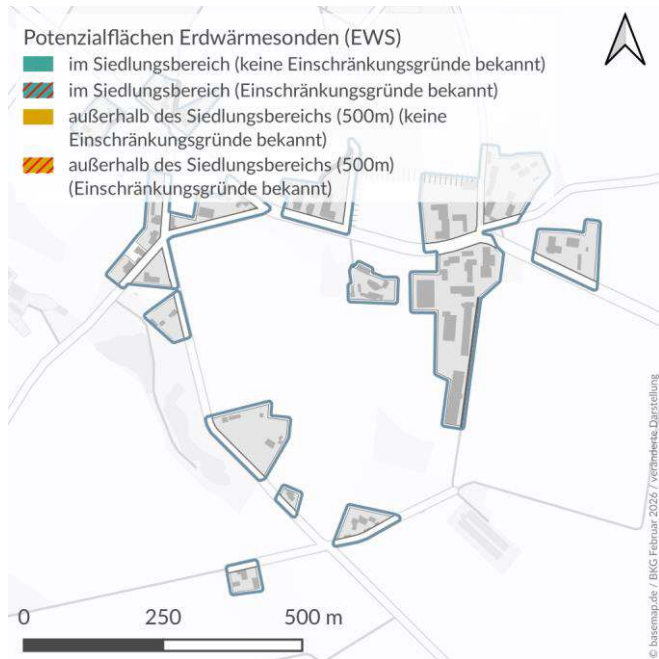 Potenzialflächen Erdwärmesonden (EWS)
im Siedlungsbereich (keine Einschränkungsgründe bekannt)
im Siedlungsbereich (Einschränkungsgründe bekannt)
außerhalb des Siedlungsbereichs (500m) (keine
Einschränkungsgründe bekannt)
außerhalb des Siedlungsbereichs (500m)
(Einschränkungsgründe bekannt)
0 250 500 m
© basemap.de / BKG Februar 2026 / veränderte Darstellung